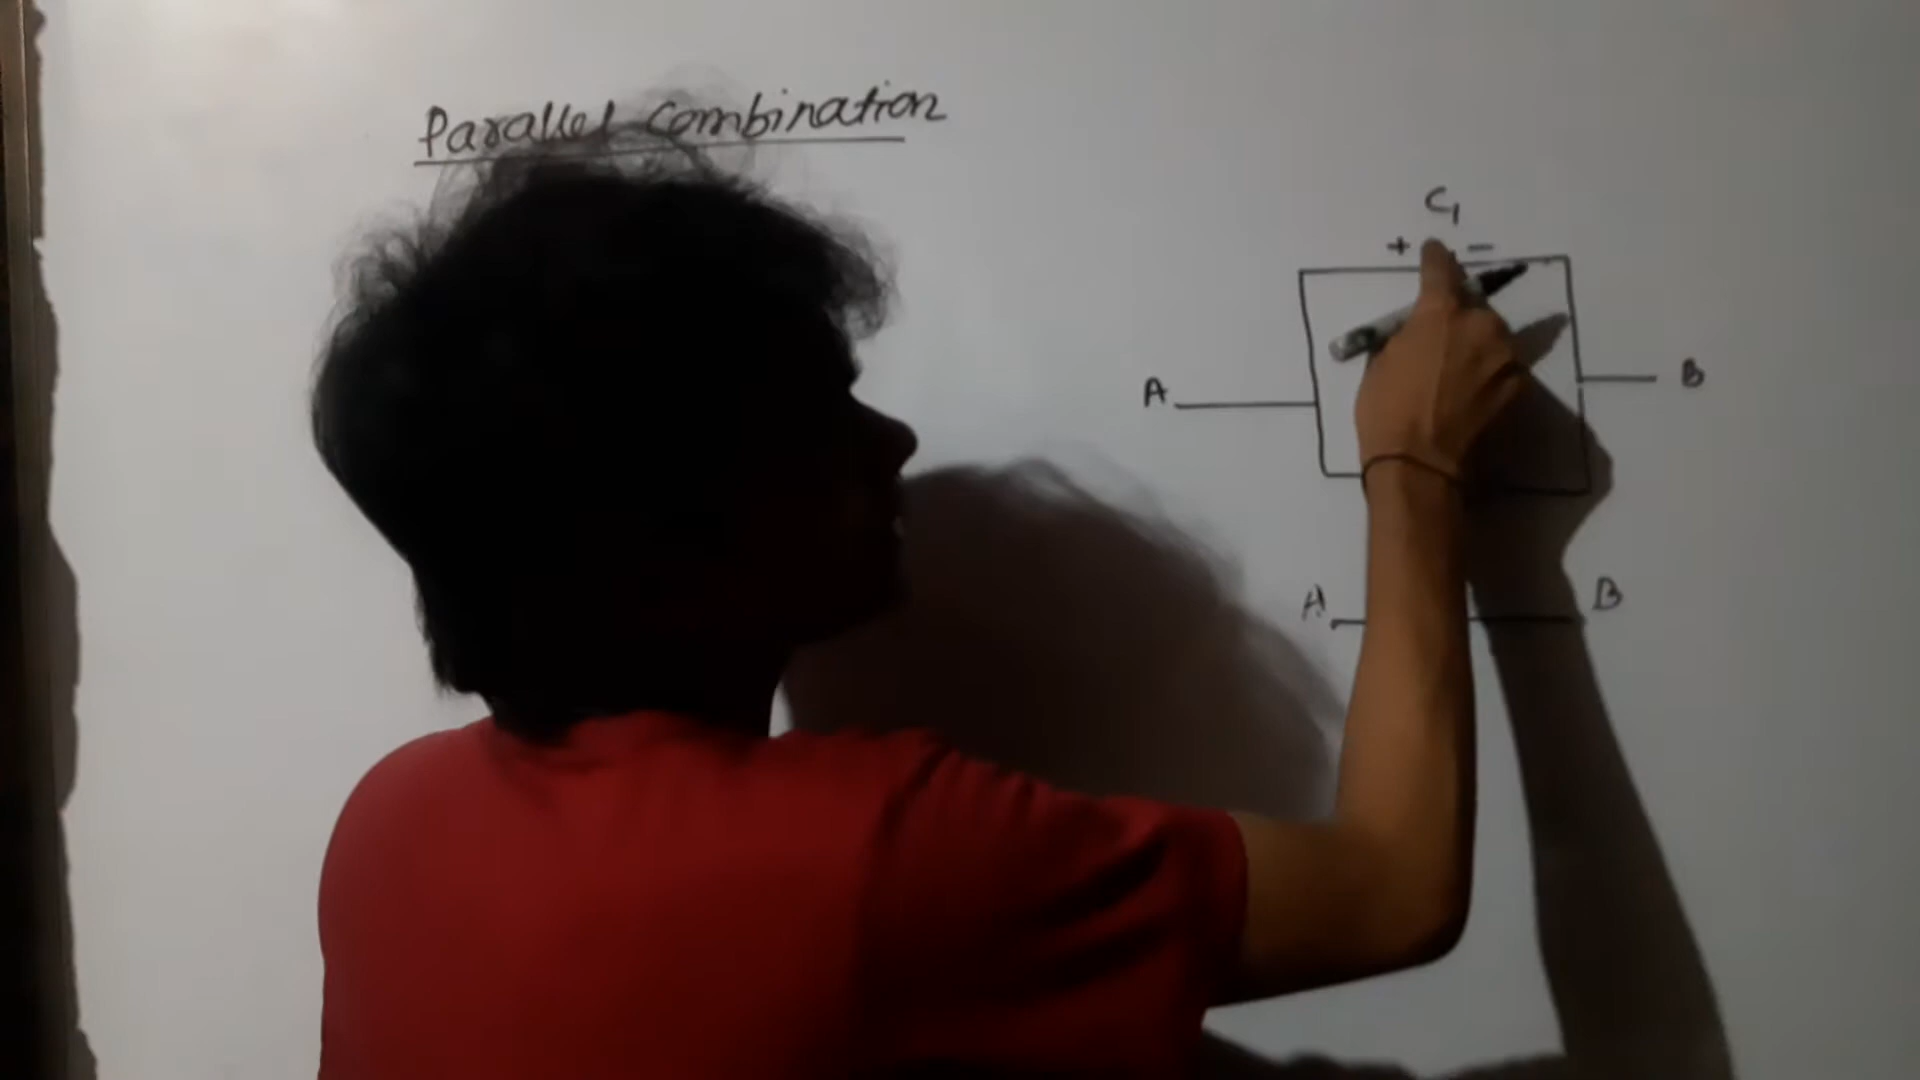 Parallel Combination
C1
+ -
A B
A B